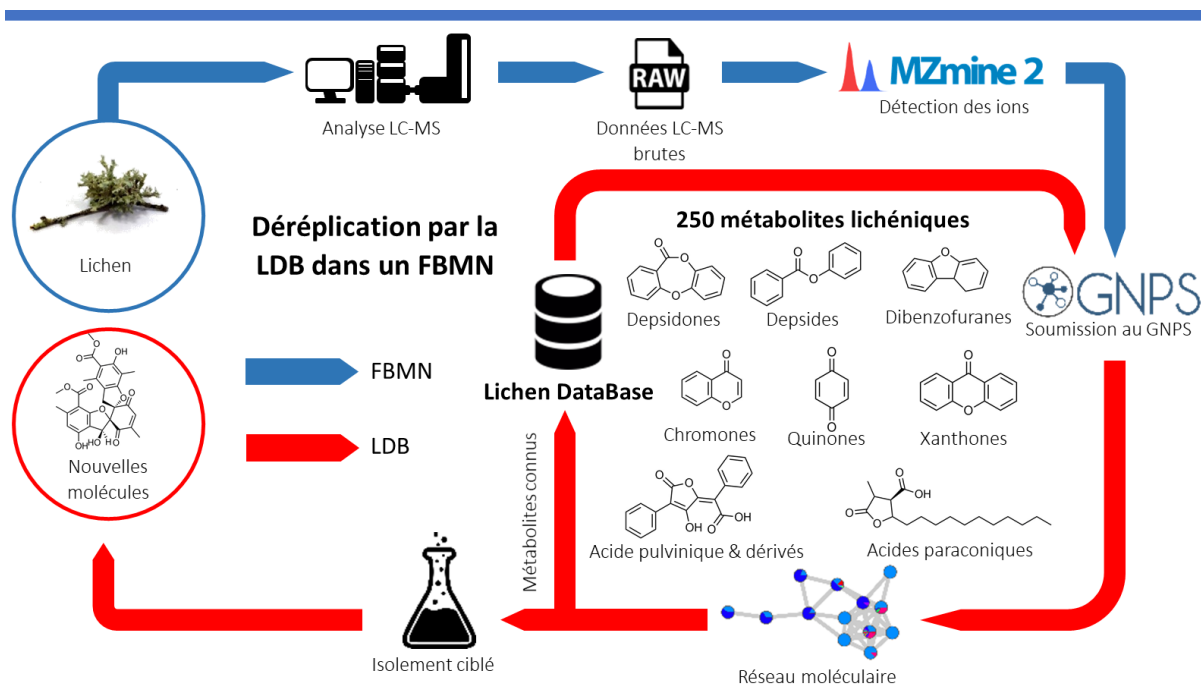 Analyse LC-MS
RAW
Données LC-MS
brutes
MZmine 2
Détection des ions
Lichen
Déréplication par la
LDB dans un FBMN
250 métabolites lichéniques
Depsidones
Depsides
Dibenzofuranes
GNPS
Soumission au GNPS
Lichen DataBase
FBMN
LDB
Chromones
Quinones
Xanthones
Nouvelles
molécules
Métabolites connus
Acide pulvinique & dérivés
Acides paraconiques
Isolement ciblé
Réseau moléculaire